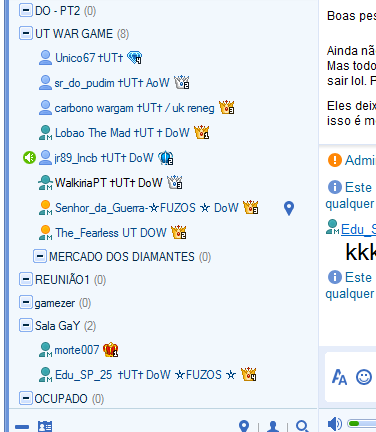 DO - PT2 (0)
UT WAR GAME (8)
Unico67 †UT†
sr_do_pudim †UT† AoW
carbono wargam †UT† / uk reneg
Lobao The Mad †UT † DoW
jr89_lncb †UT† DoW
WalkiriaPT †UT† DoW
Senhor_da_Guerra-☆FUZOS ☆ DoW
The_Fearless UT DOW
MERCADO DOS DIAMANTES (0)
REUNIÃO1 (0)
gamezer (0)
Sala GaY (2)
morte007
Edu_SP_25 †UT† DoW ☆FUZOS ☆
OCUPADO (0)
Boas pes
Ainda nã
Mas todo
sair lol. P
Eles deix
isso é m
Admi
Este
qualquer
Edu_S
kkk
Este
qualquer
AA